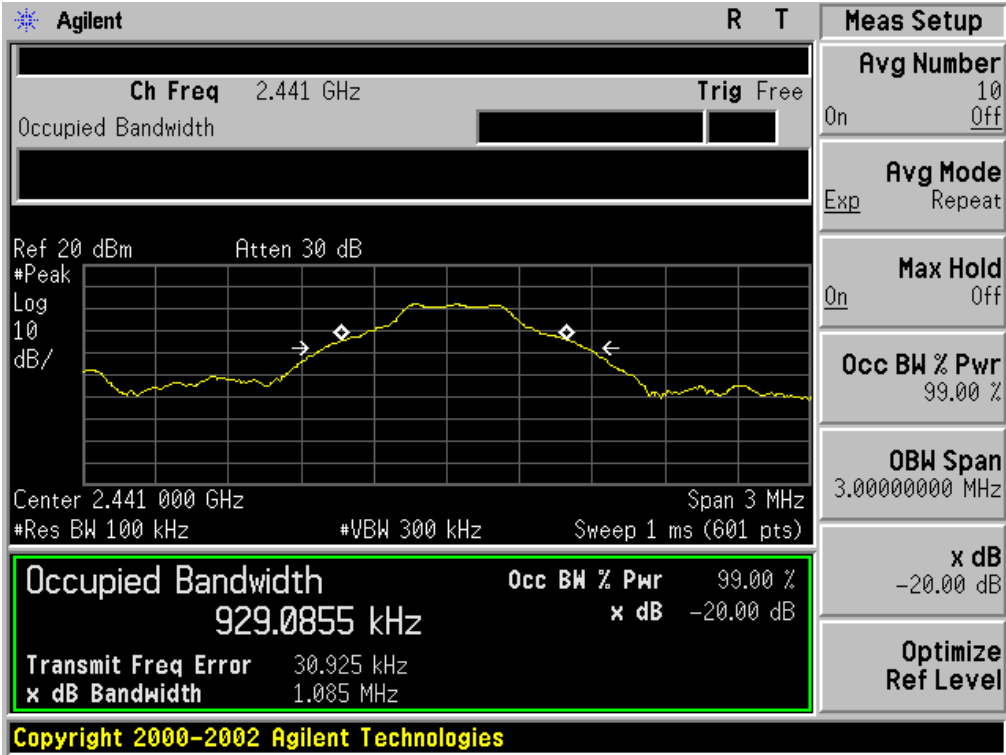 Agilent
R T
Ch Freq 2.441 GHz
Trig Free
Occupied Bandwidth
Ref 20 dBm
Atten 30 dB
#Peak
Log
10
dB/
Center 2.441 000 GHz
Span 3 MHz
#Res BW 100 kHz
#VBW 300 kHz
Sweep 1 ms (601 pts)
Occupied Bandwidth
929.0855 kHz
Occ BW % Pwr 99.00 %
x dB -20.00 dB
Transmit Freq Error 30.925 kHz
x dB Bandwidth 1.085 MHz
Copyright 2000-2002 Agilent Technologies
Meas Setup
Avg Number
10
On Off
Avg Mode
Exp Repeat
Max Hold
On Off
Occ BW % Pwr
99.00 %
OBW Span
3.00000000 MHz
x dB
-20.00 dB
Optimize
Ref Level